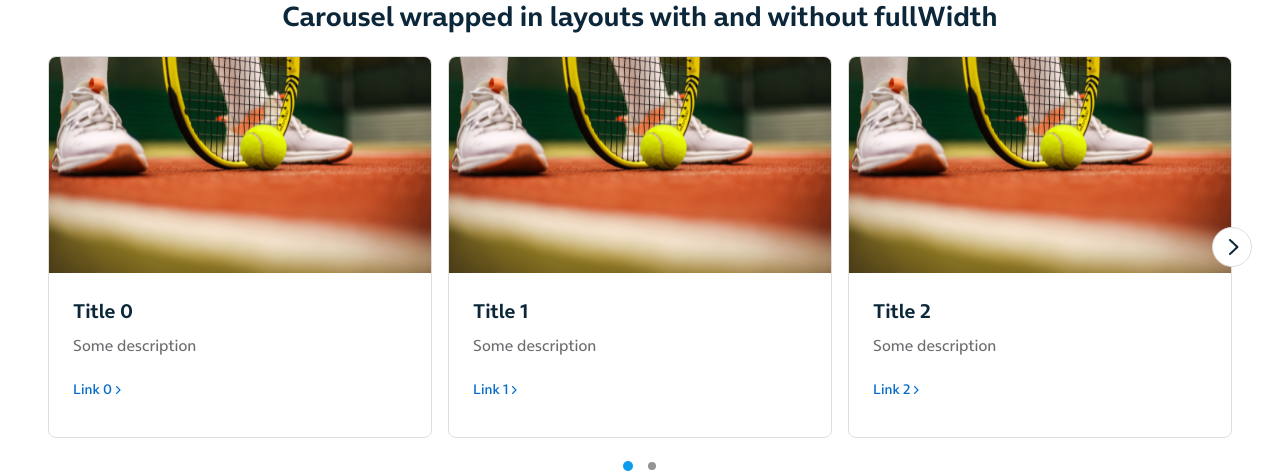 Carousel wrapped in layouts with and without fullWidth
Title 0
Some description
Link 0
Title 1
Some description
Link 1
Title 2
Some description
Link 2